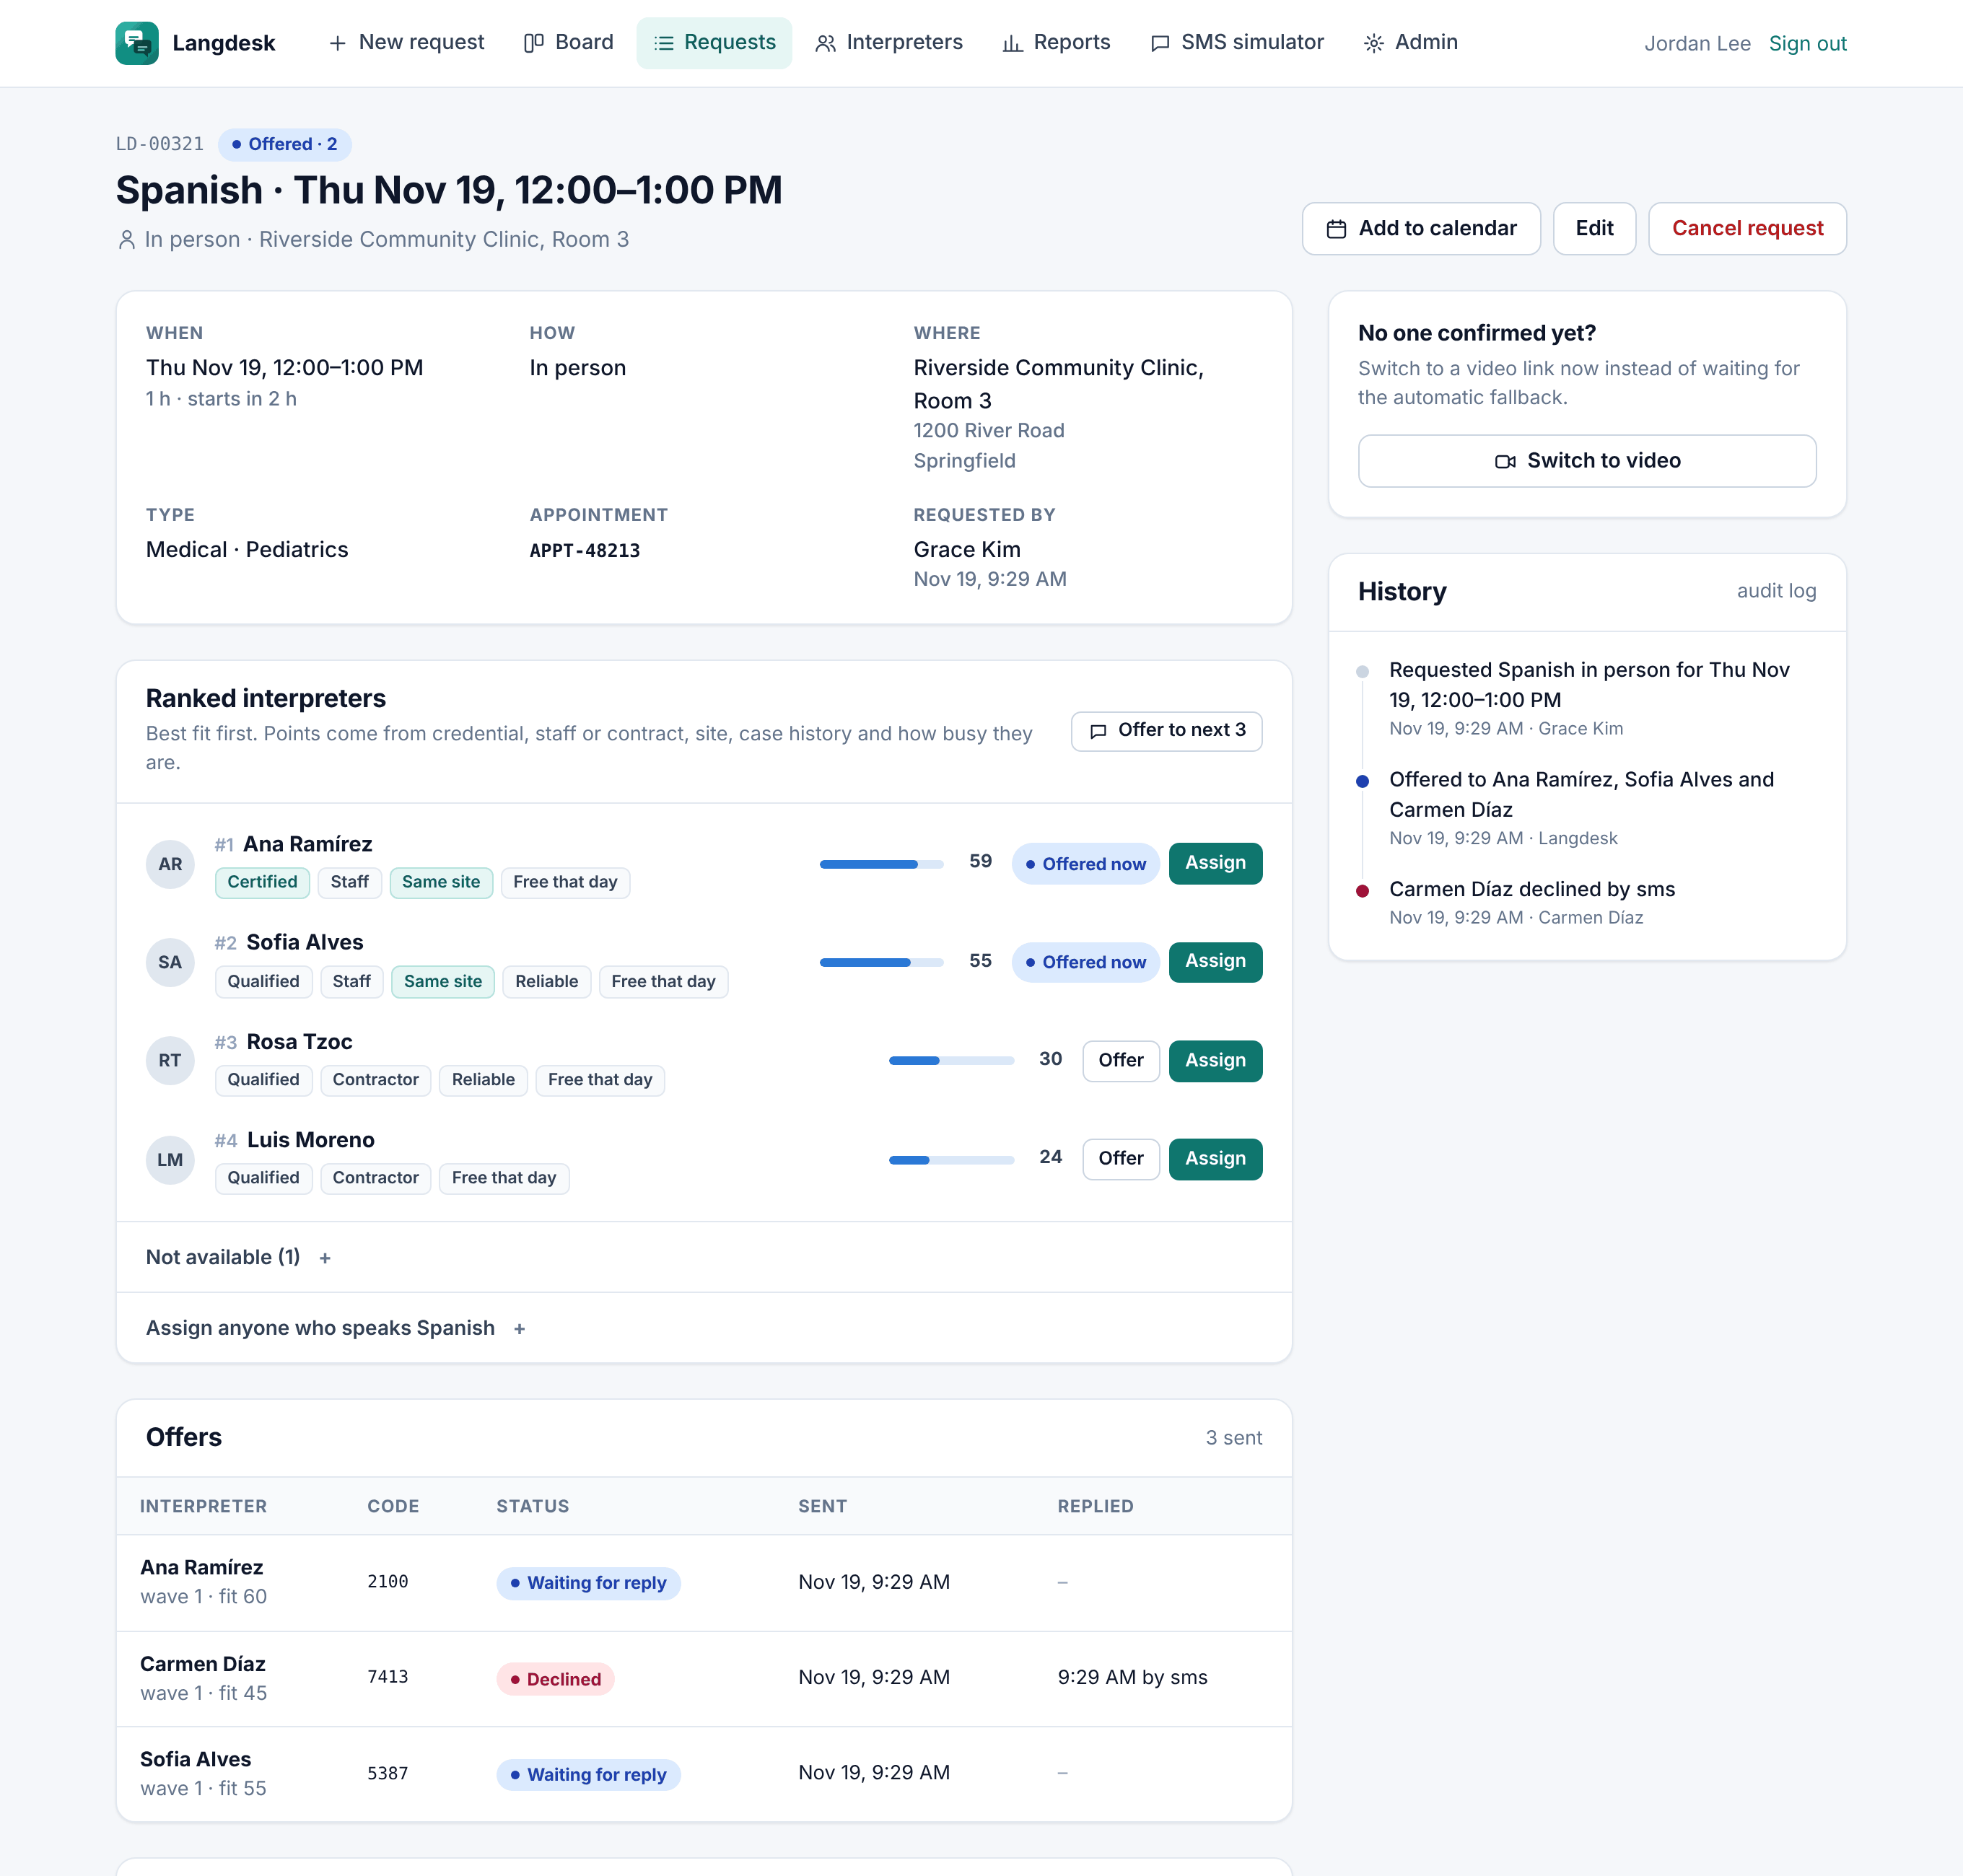 Langdesk
New request
Board
Requests
Interpreters
Reports
SMS simulator
Admin
Jordan Lee
Sign out
LD-00321
Offered · 2
Spanish · Thu Nov 19, 12:00–1:00 PM
In person · Riverside Community Clinic, Room 3
Add to calendar
Edit
Cancel request
WHEN
Thu Nov 19, 12:00–1:00 PM
1 h · starts in 2 h
HOW
In person
WHERE
Riverside Community Clinic,
Room 3
1200 River Road
Springfield
TYPE
Medical · Pediatrics
APPOINTMENT
APPT-48213
REQUESTED BY
Grace Kim
Nov 19, 9:29 AM
No one confirmed yet?
Switch to a video link now instead of waiting for
the automatic fallback.
Switch to video
History
audit log
Requested Spanish in person for Thu Nov
19, 12:00–1:00 PM
Nov 19, 9:29 AM · Grace Kim
Offered to Ana Ramírez, Sofia Alves and
Carmen Díaz
Nov 19, 9:29 AM · Langdesk
Carmen Díaz declined by sms
Nov 19, 9:29 AM · Carmen Díaz
Ranked interpreters
Best fit first. Points come from credential, staff or contract, site, case history and how busy they
are.
Offer to next 3
AR
#1 Ana Ramírez
Certified Staff Same site Free that day
59
Offered now
Assign
SA
#2 Sofia Alves
Qualified Staff Same site Reliable Free that day
55
Offered now
Assign
RT
#3 Rosa Tzoc
Qualified Contractor Reliable Free that day
30
Offer
Assign
LM
#4 Luis Moreno
Qualified Contractor Free that day
24
Offer
Assign
Not available (1) +
Assign anyone who speaks Spanish +
Offers
3 sent
INTERPRETER CODE STATUS SENT REPLIED
Ana Ramírez
wave 1 · fit 60
2100
Waiting for reply
Nov 19, 9:29 AM
–
Carmen Díaz
wave 1 · fit 45
7413
Declined
Nov 19, 9:29 AM
9:29 AM by sms
Sofia Alves
wave 1 · fit 55
5387
Waiting for reply
Nov 19, 9:29 AM
–